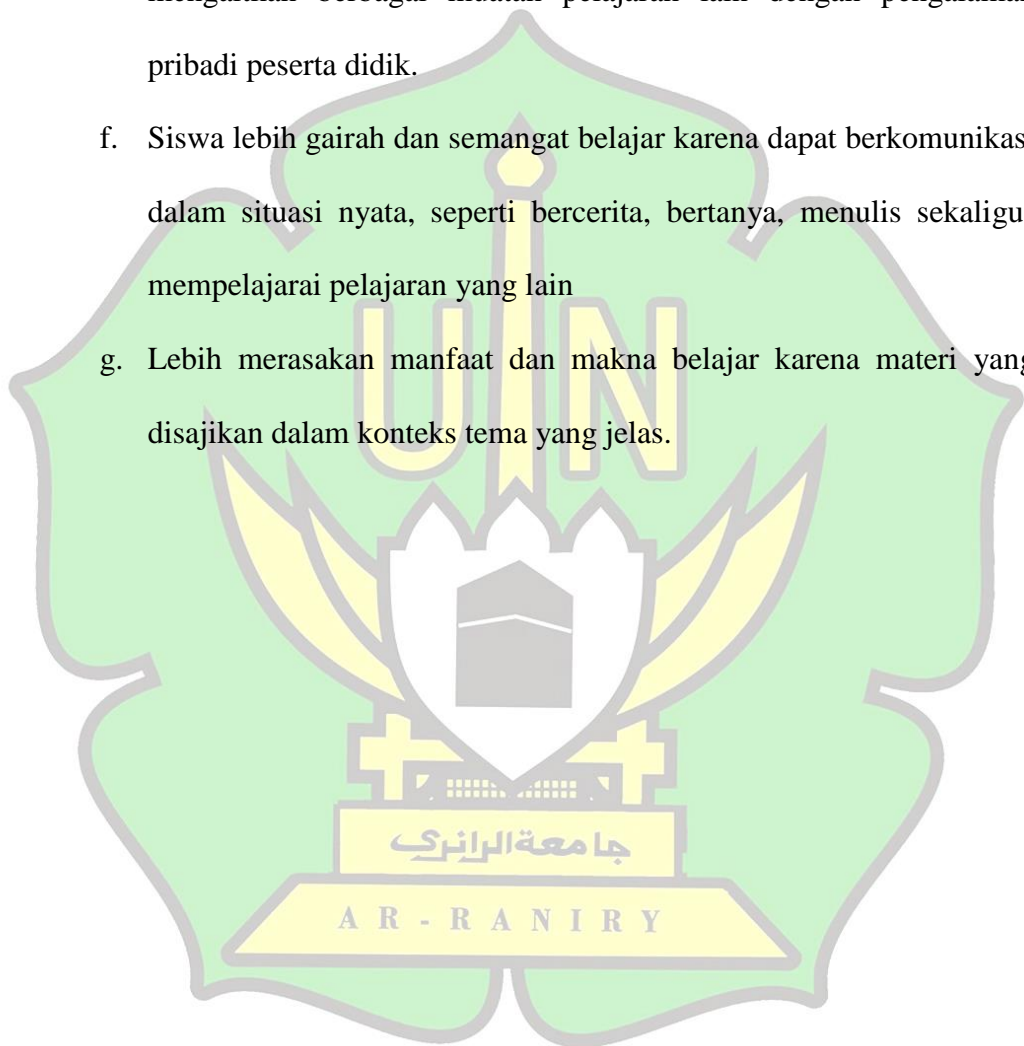 pribadi peserta didik.
f. Siswa lebih gairah dan semangat belajar karena dapat berkomunikas
dalam situasi nyata, seperti bercerita, bertanya, menulis sekaligu
mempelajarai pelajaran yang lain
g. Lebih merasakan manfaat dan makna belajar karena materi yang
disajikan dalam konteks tema yang jelas.
UIN
جامعة الرانري
AR-RANIRY